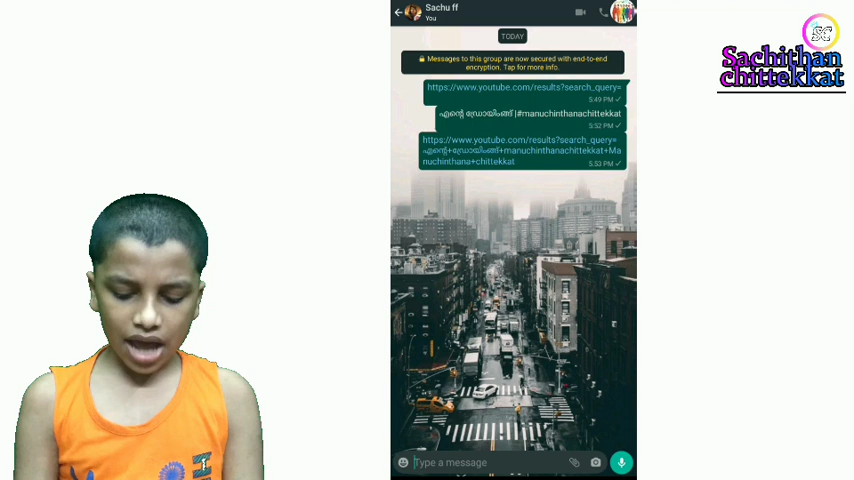 Sachu ff
You
TODAY
Messages to this group are now secured with end-to-end
encryption. Tap for more info.
https://www.youtube.com/results?search_query=
5:49 PM
എന്റെ ഡ്രോയിംങ്ങ് |#manuchinthanachittekkat
5:52 PM
https://www.youtube.com/results?search_query=
എന്റെ+ഡ്രോയിംങ്ങ്+manuchinthanachittekkat+Ma
nuchinthana+chittekkat
5:53 PM
Type a message
SC
Sachithan
chittekkat